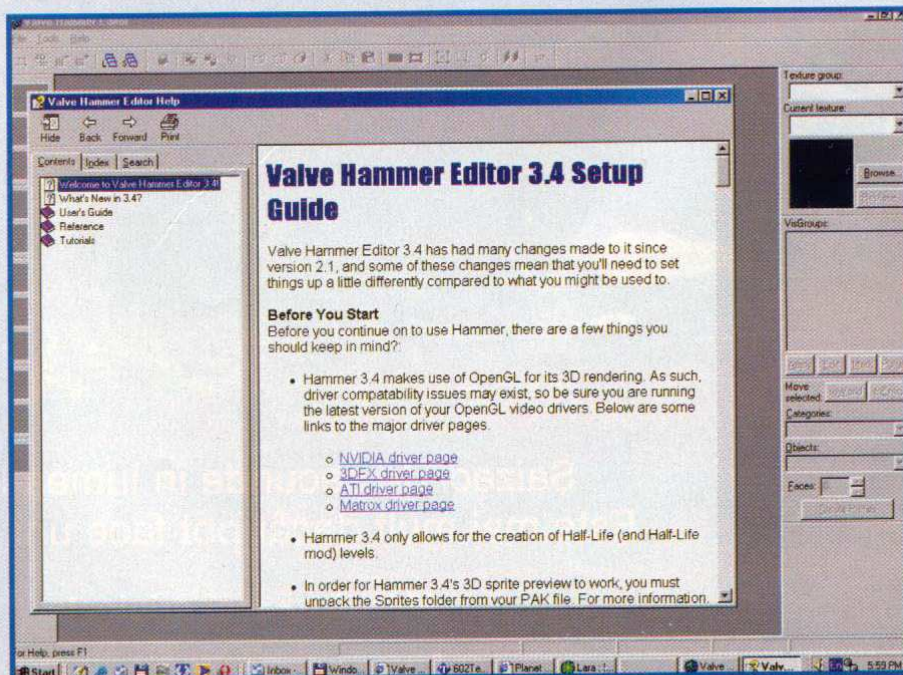 Valve Hammer Editor
File Tools Help
Texture group:
Current texture:
Browse...
VisGroups:
Move
selected:
Categories:
Objects:
Faces:
Valve Hammer Editor Help
Hide Back Forward Print
Contents Index Search
Welcome to Valve Hammer Editor 3.4!
What's New in 3.4?
User's Guide
Reference
Tutorials
Valve Hammer Editor 3.4 Setup
Guide
Valve Hammer Editor 3.4 has had many changes made to it since
version 2.1, and some of these changes mean that you'll need to set
things up a little differently compared to what you might be used to.
Before You Start
Before you continue on to use Hammer, there are a few things you
should keep in mind?:
Hammer 3.4 makes use of OpenGL for its 3D rendering. As such,
driver compatability issues may exist, so be sure you are running
the latest version of your OpenGL video drivers. Below are some
links to the major driver pages.
NVIDIA driver page
3DFX driver page
ATI driver page
Matrox driver page
Hammer 3.4 only allows for the creation of Half-Life (and Half-Life
mod) levels.
In order for Hammer 3.4's 3D sprite preview to work, you must
unpack the Sprites folder from your PAK file. For more information,
or Help, press F1
Start Inbox - Windo... Valve ... 602Te... Planet Lara : Valve Valv... En 5:59 PM